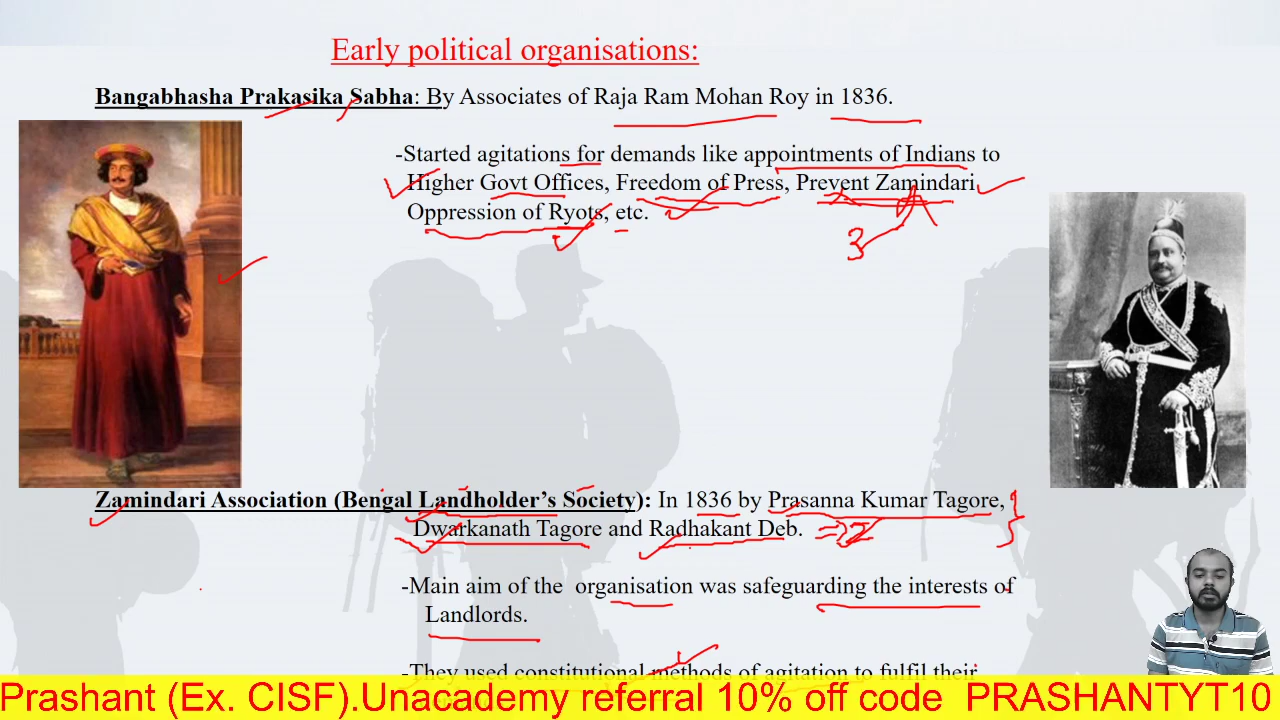 Early political organisations:
Bangabhasha Prakasika Sabha: By Associates of Raja Ram Mohan Roy in 1836.
-Started agitations for demands like appointments of Indians to
Higher Govt Offices, Freedom of Press, Prevent Zamindari
Oppression of Ryots, etc.
3
Zamindari Association (Bengal Landholder's Society): In 1836 by Prasanna Kumar Tagore,
Dwarkanath Tagore and Radhakant Deb.
-Main aim of the organisation was safeguarding the interests of
Landlords.
-They used constitutional methods of agitation to fulfil their
Prashant (Ex. CISF).Unacademy referral 10% off code PRASHANTYT10